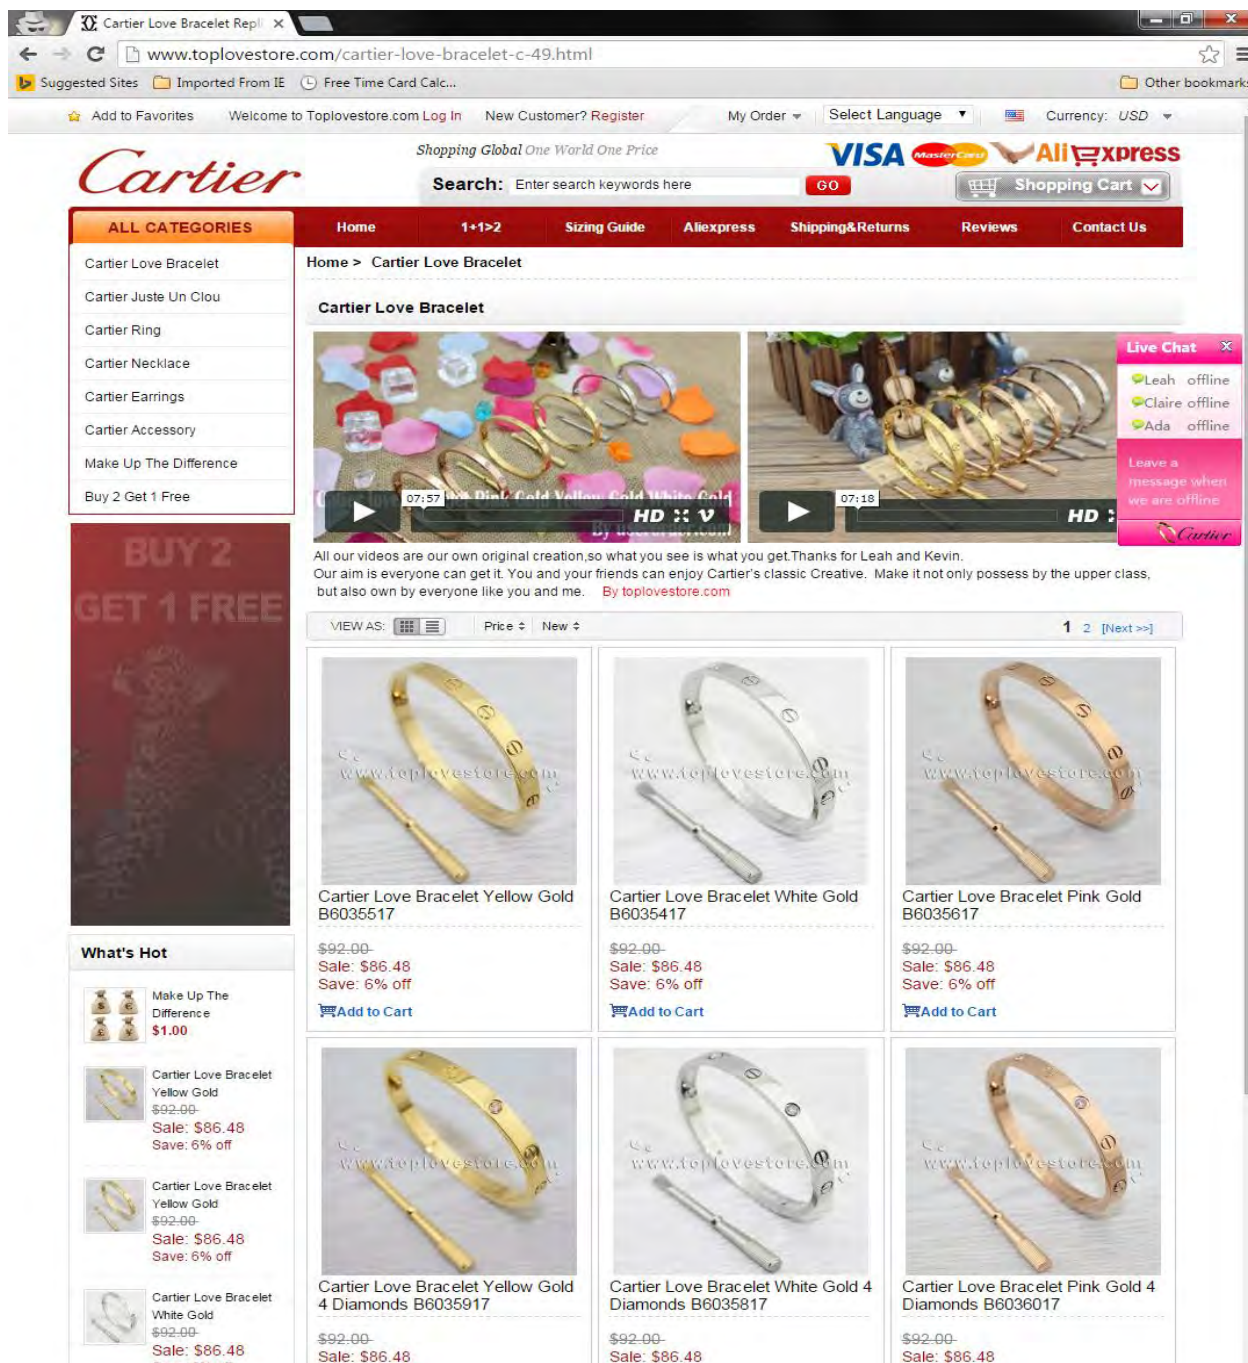 Cartier Love Bracelet Repli
www.toplovestore.com/cartier-love-bracelet-c-49.html
Suggested Sites Imported From IE Free Time Card Calc... Other bookmarks
Add to Favorites Welcome to Toplovestore.com Log In New Customer? Register My Order Select Language Currency: USD
Cartier
Shopping Global One World One Price
VISA MasterCard AliExpress
Search: Enter search keywords here GO Shopping Cart
ALL CATEGORIES Home 1+1>2 Sizing Guide Aliexpress Shipping&Returns Reviews Contact Us
Cartier Love Bracelet
Cartier Juste Un Clou
Cartier Ring
Cartier Necklace
Cartier Earrings
Cartier Accessory
Make Up The Difference
Buy 2 Get 1 Free
BUY 2
GET 1 FREE
Home > Cartier Love Bracelet
Cartier Love Bracelet
07:57
Pink Gold Yellow Gold White Gold
HD
07:18
HD
Live Chat X
Leah offline
Claire offline
Ada offline
Leave a
message when
we are offline
Cartier
All our videos are our own original creation,so what you see is what you get.Thanks for Leah and Kevin.
Our aim is everyone can get it. You and your friends can enjoy Cartier's classic Creative. Make it not only possess by the upper class,
but also own by everyone like you and me. By toplovestore.com
VIEW AS: Price New 1 2 [Next >>]
www.toplovestore.com
www.toplovestore.com
www.toplovestore.com
Cartier Love Bracelet Yellow Gold
B6035517
$92.00
Sale: $86.48
Save: 6% off
Add to Cart
Cartier Love Bracelet White Gold
B6035417
$92.00
Sale: $86.48
Save: 6% off
Add to Cart
Cartier Love Bracelet Pink Gold
B6035617
$92.00
Sale: $86.48
Save: 6% off
Add to Cart
What's Hot
Make Up The
Difference
$1.00
Cartier Love Bracelet
Yellow Gold
$92.00
Sale: $86.48
Save: 6% off
Cartier Love Bracelet
Yellow Gold
$92.00
Sale: $86.48
Save: 6% off
Cartier Love Bracelet
White Gold
$92.00
Sale: $86.48
www.toplovestore.com
www.toplovestore.com
www.toplovestore.com
Cartier Love Bracelet Yellow Gold
4 Diamonds B6035917
$92.00
Sale: $86.48
Cartier Love Bracelet White Gold 4
Diamonds B6035817
$92.00
Sale: $86.48
Cartier Love Bracelet Pink Gold 4
Diamonds B6036017
$92.00
Sale: $86.48